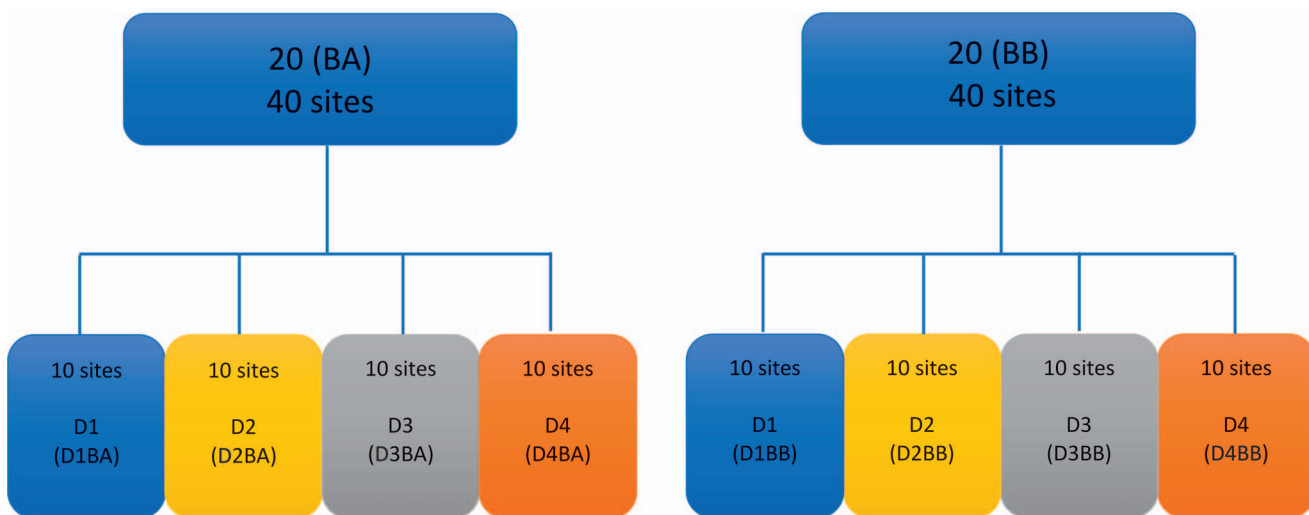 20 (BA)
40 sites
20 (BB)
40 sites
10 sites
D1
(D1BA)
10 sites
D2
(D2BA)
10 sites
D3
(D3BA)
10 sites
D4
(D4BA)
10 sites
D1
(D1BB)
10 sites
D2
(D2BB)
10 sites
D3
(D3BB)
10 sites
D4
(D4BB)